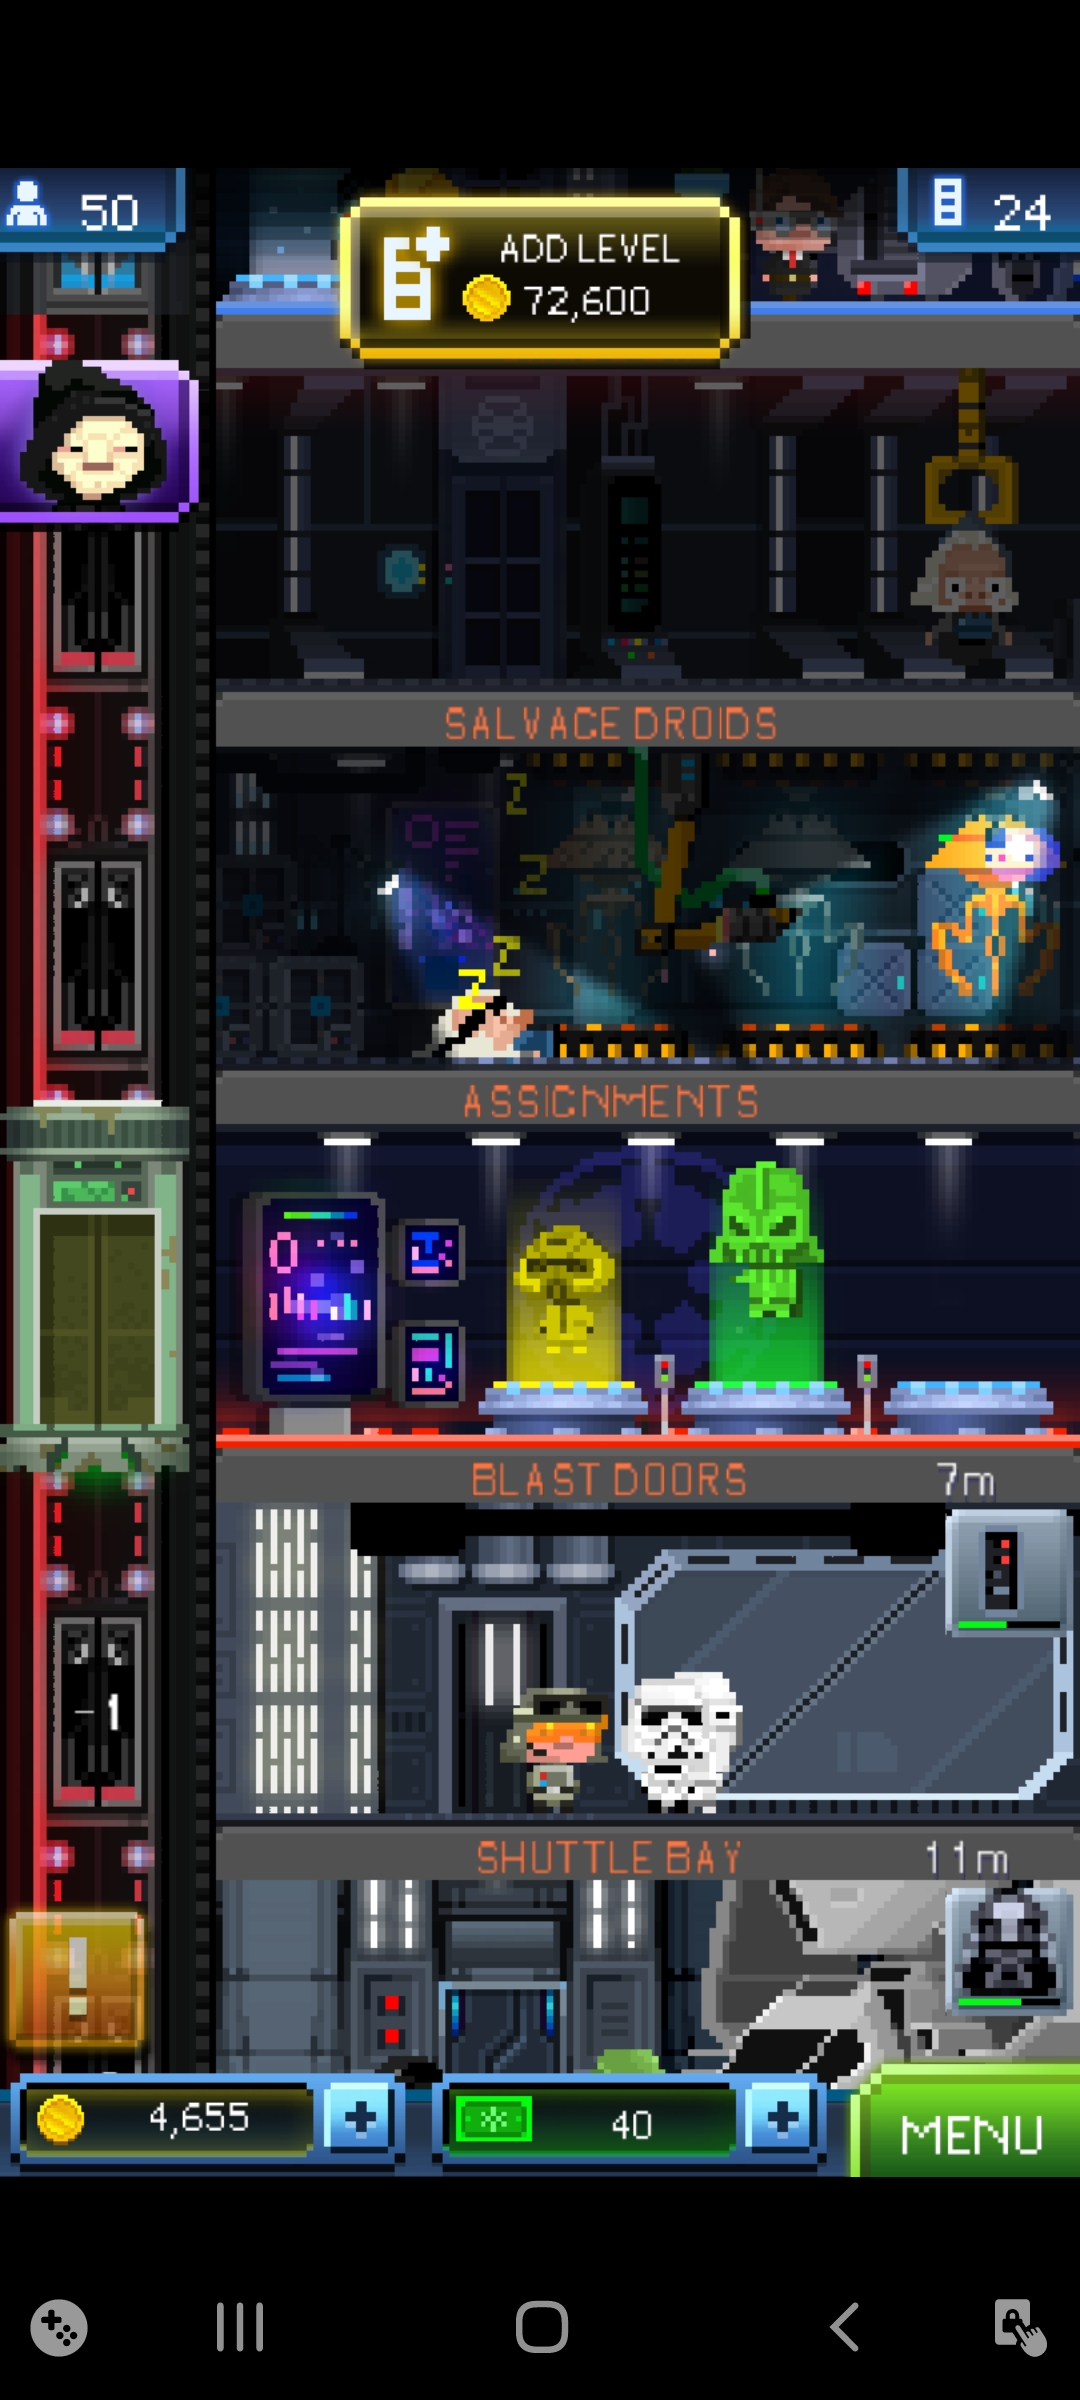 50
24
ADD LEVEL
72,600
SALVAGE DROIDS
Z
Z
Z
Z
ASSIGNMENTS
BLAST DOORS 7m
-1
SHUTTLE BAY 11m
!
4,655
40
MENU